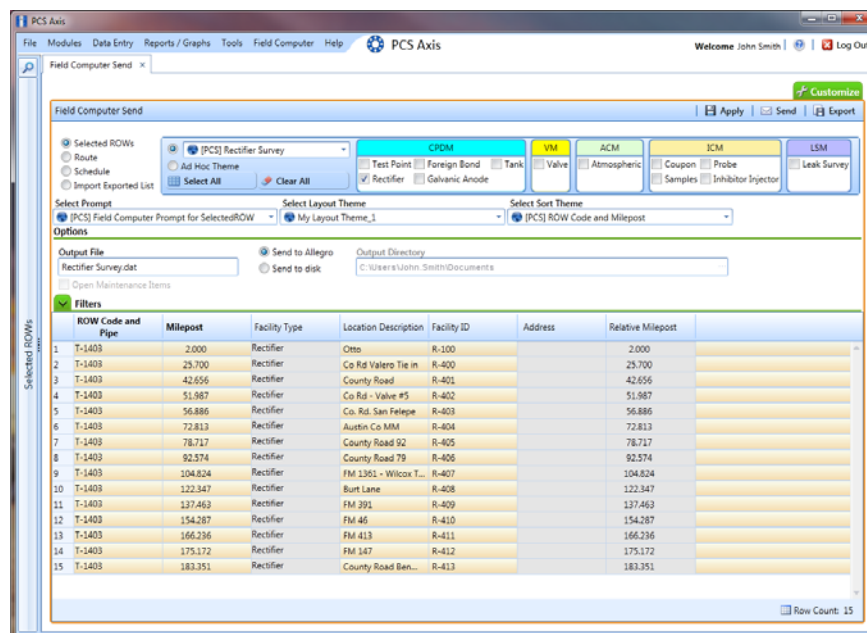 PCS Axis
File Modules Data Entry Reports / Graphs Tools Field Computer Help PCS Axis Welcome John Smith Log Out
Field Computer Send ×
Customize
Field Computer Send Apply Send Export
Selected ROWs
Route
Schedule
Import Exported List
[PCS] Rectifier Survey
Ad Hoc Theme
Select All Clear All
CPDM
Test Point Foreign Bond Tank
Rectifier Galvanic Anode
VM
Valve
ACM
Atmospheric
ICM
Coupon Probe
Samples Inhibitor Injector
LSM
Leak Survey
Select Prompt Select Layout Theme Select Sort Theme
[PCS] Field Computer Prompt for SelectedROW My Layout Theme_1 [PCS] ROW Code and Milepost
Options
Output File Send to Allegro Output Directory
Rectifier Survey.dat Send to disk C:\Users\John.Smith\Documents
Open Maintenance Items
Filters
Selected ROWs
ROW Code and Pipe Milepost Facility Type Location Description Facility ID Address Relative Milepost
1 T-1403 2.000 Rectifier Otto R-100 2.000
2 T-1403 25.700 Rectifier Co Rd Valero Tie in R-400 25.700
3 T-1403 42.656 Rectifier County Road R-401 42.656
4 T-1403 51.987 Rectifier Co Rd - Valve #5 R-402 51.987
5 T-1403 56.886 Rectifier Co. Rd. San Felepe R-403 56.886
6 T-1403 72.813 Rectifier Austin Co MM R-404 72.813
7 T-1403 78.717 Rectifier County Road 92 R-405 78.717
8 T-1403 92.574 Rectifier County Road 79 R-406 92.574
9 T-1403 104.824 Rectifier FM 1361 - Wilcox T... R-407 104.824
10 T-1403 122.347 Rectifier Burt Lane R-408 122.347
11 T-1403 137.463 Rectifier FM 391 R-409 137.463
12 T-1403 154.287 Rectifier FM 46 R-410 154.287
13 T-1403 166.236 Rectifier FM 413 R-411 166.236
14 T-1403 175.172 Rectifier FM 147 R-412 175.172
15 T-1403 183.351 Rectifier County Road Ben... R-413 183.351
Row Count: 15